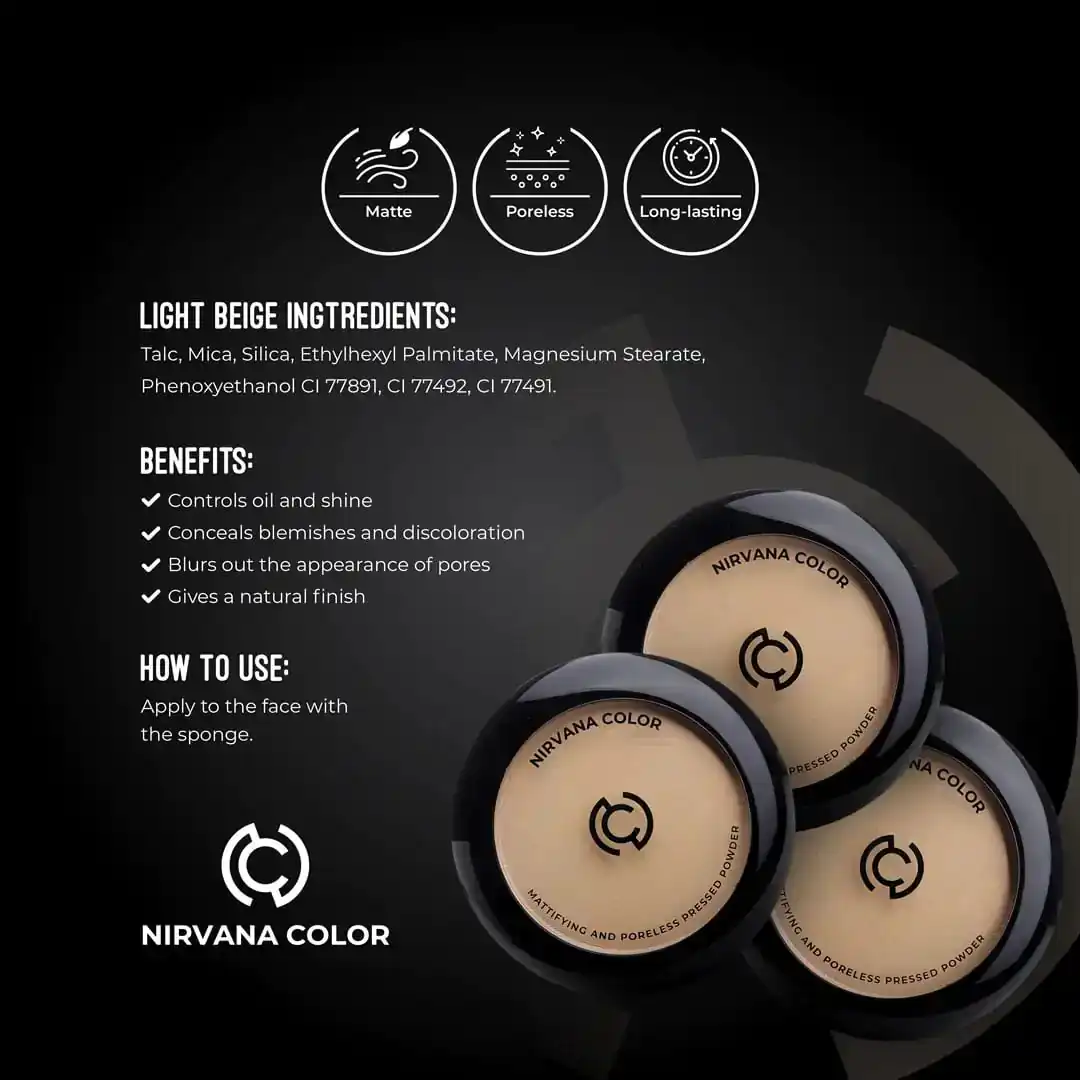 Matte
Poreless
Long-lasting
LIGHT BEIGE INGTREDIENTS:
Talc, Mica, Silica, Ethylhexyl Palmitate, Magnesium Stearate,
Phenoxyethanol CI 77891, CI 77492, CI 77491.
BENEFITS:
Controls oil and shine
Conceals blemishes and discoloration
Blurs out the appearance of pores
Gives a natural finish
HOW TO USE:
Apply to the face with
the sponge.
NIRVANA COLOR
NIRVANA COLOR
PRESSED POWDER
NIRVANA COLOR
MATTIFYING AND PORELESS PRESSED POWDER
NA COLOR
TIFYING AND PORELESS PRESSED POWDER